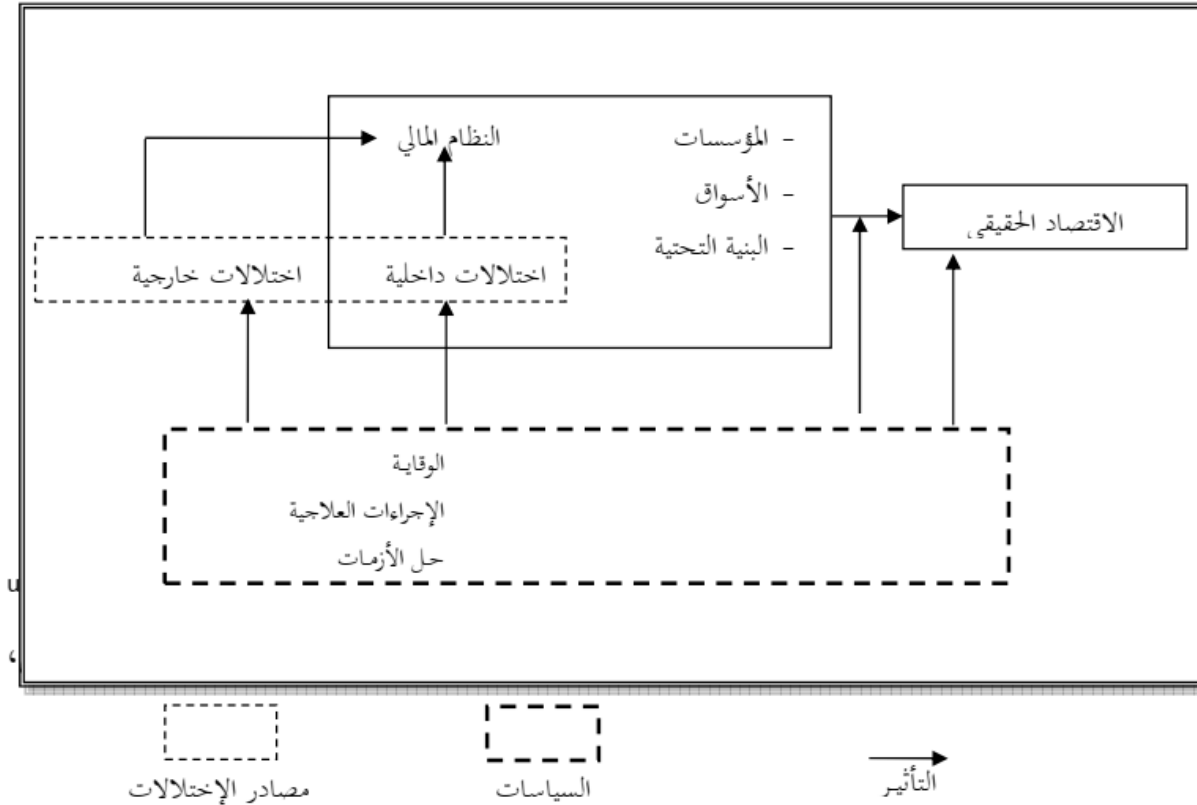 النظام المالي
- المؤسسات
- الأسواق
- البنية التحتية
الاقتصاد الحقيقي
اختلالات داخلية
اختلالات خارجية
الوقاية
الإجراءات العلاجية
حل الأزمات
u
،
التأثير
السياسات
مصادر الإختلالات